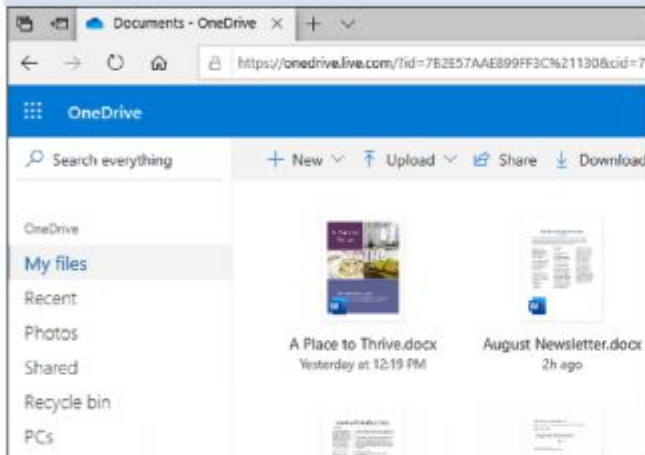 Documents - OneDrive
https://onedrive.live.com/?id=7B2E57AAE899FF3C%21130&cid=7
OneDrive
Search everything
New Upload Share Download
OneDrive
My files
Recent
Photos
Shared
Recycle bin
PCs
A Place to Thrive.docx
Yesterday at 12:19 PM
August Newsletter.docx
2h ago